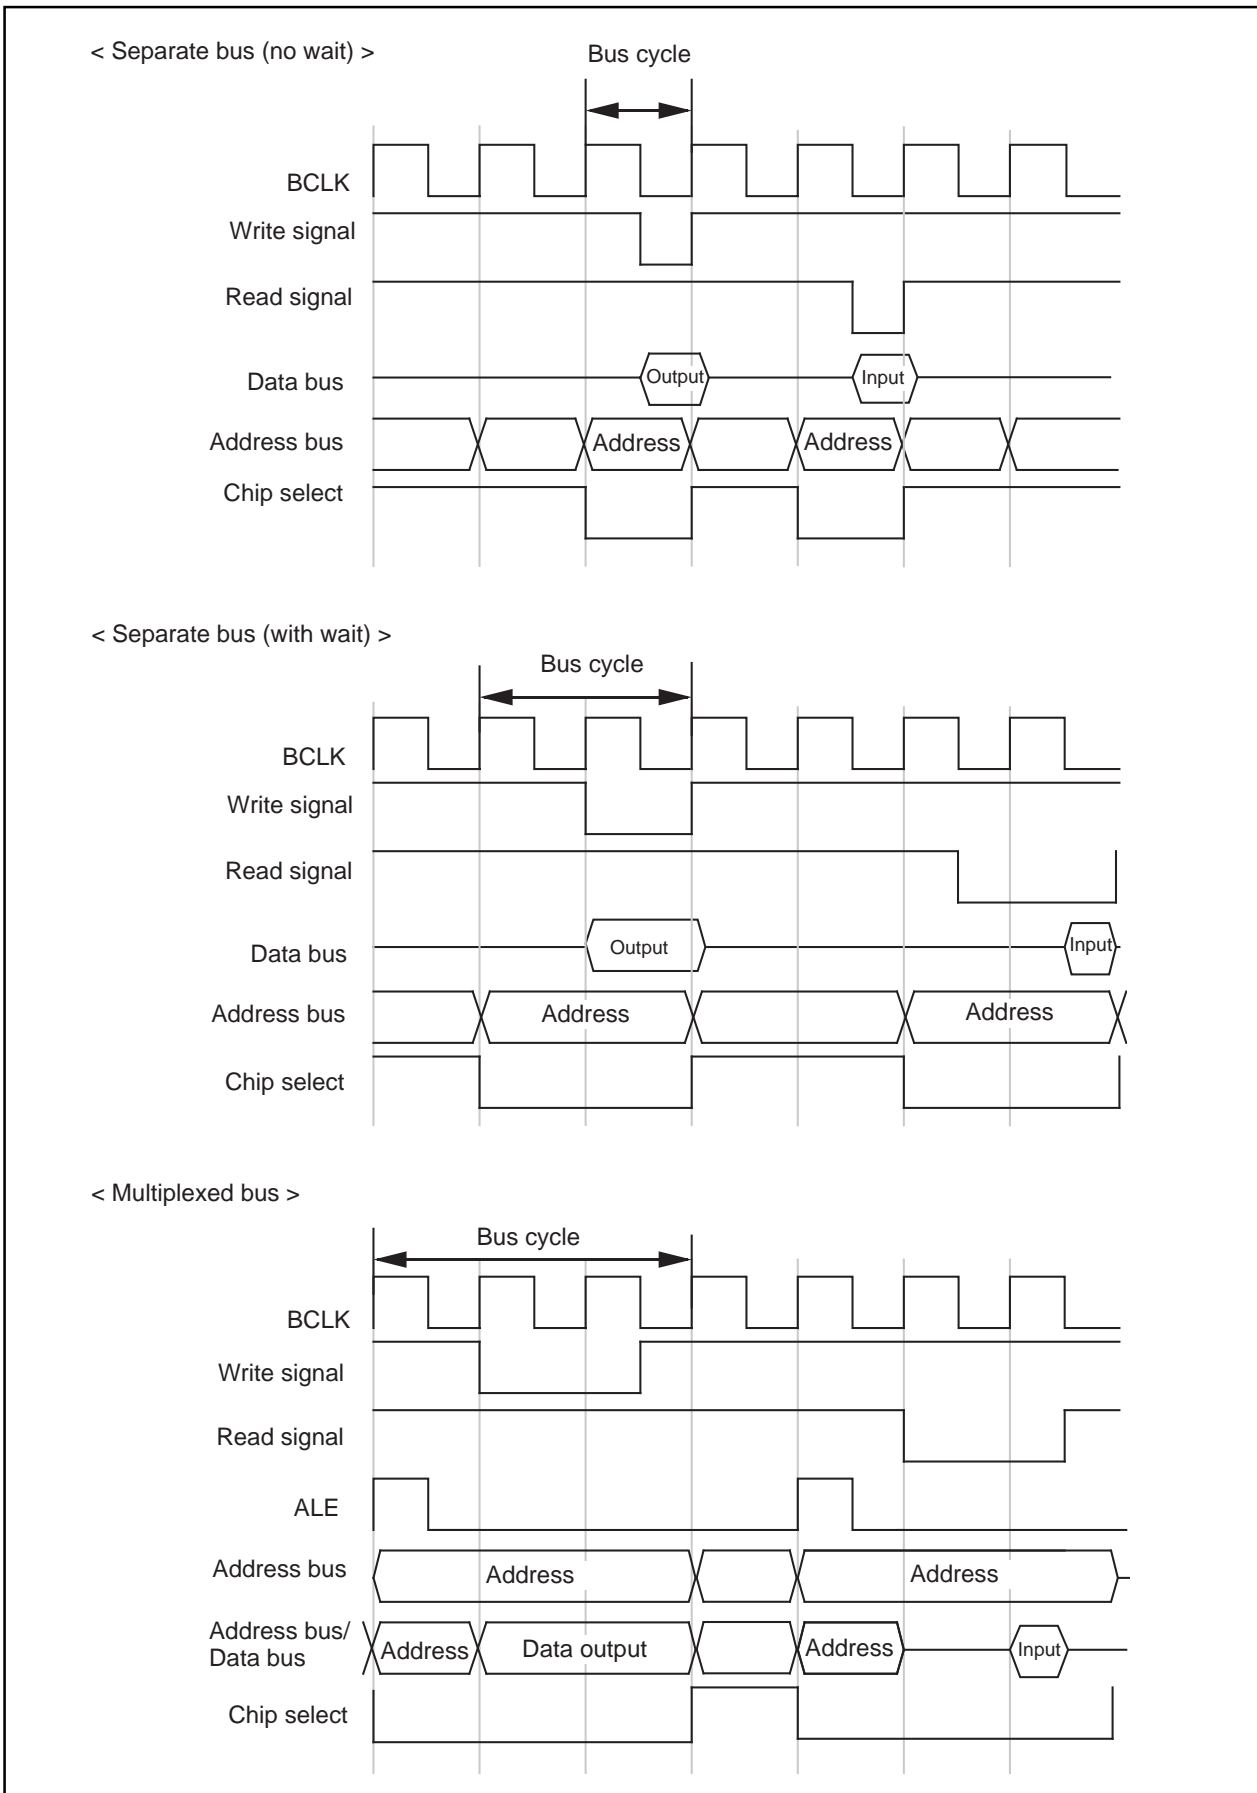 < Separate bus (no wait) >
Bus cycle
BCLK
Write signal
Read signal
Data bus
Output
Input
Address bus
Address
Address
Chip select
< Separate bus (with wait) >
Bus cycle
BCLK
Write signal
Read signal
Data bus
Output
Input
Address bus
Address
Address
Chip select
< Multiplexed bus >
Bus cycle
BCLK
Write signal
Read signal
ALE
Address bus
Address
Address
Address bus/
Data bus
Address
Data output
Address
Input
Chip select